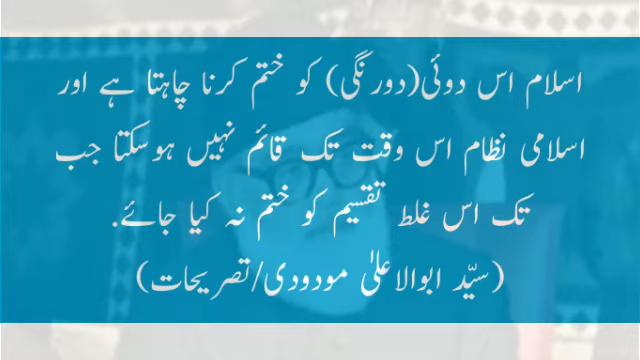 اسلام اس دوئی(دورنگی) کو ختم کرنا چاہتا ہے اور
اسلامی نظام اس وقت تک قائم نہیں ہوسکتا جب
تک اس غلط تقسیم کو ختم نہ کیا جائے.
(سیّد ابوالاعلیٰ مودودی/تصریحات)